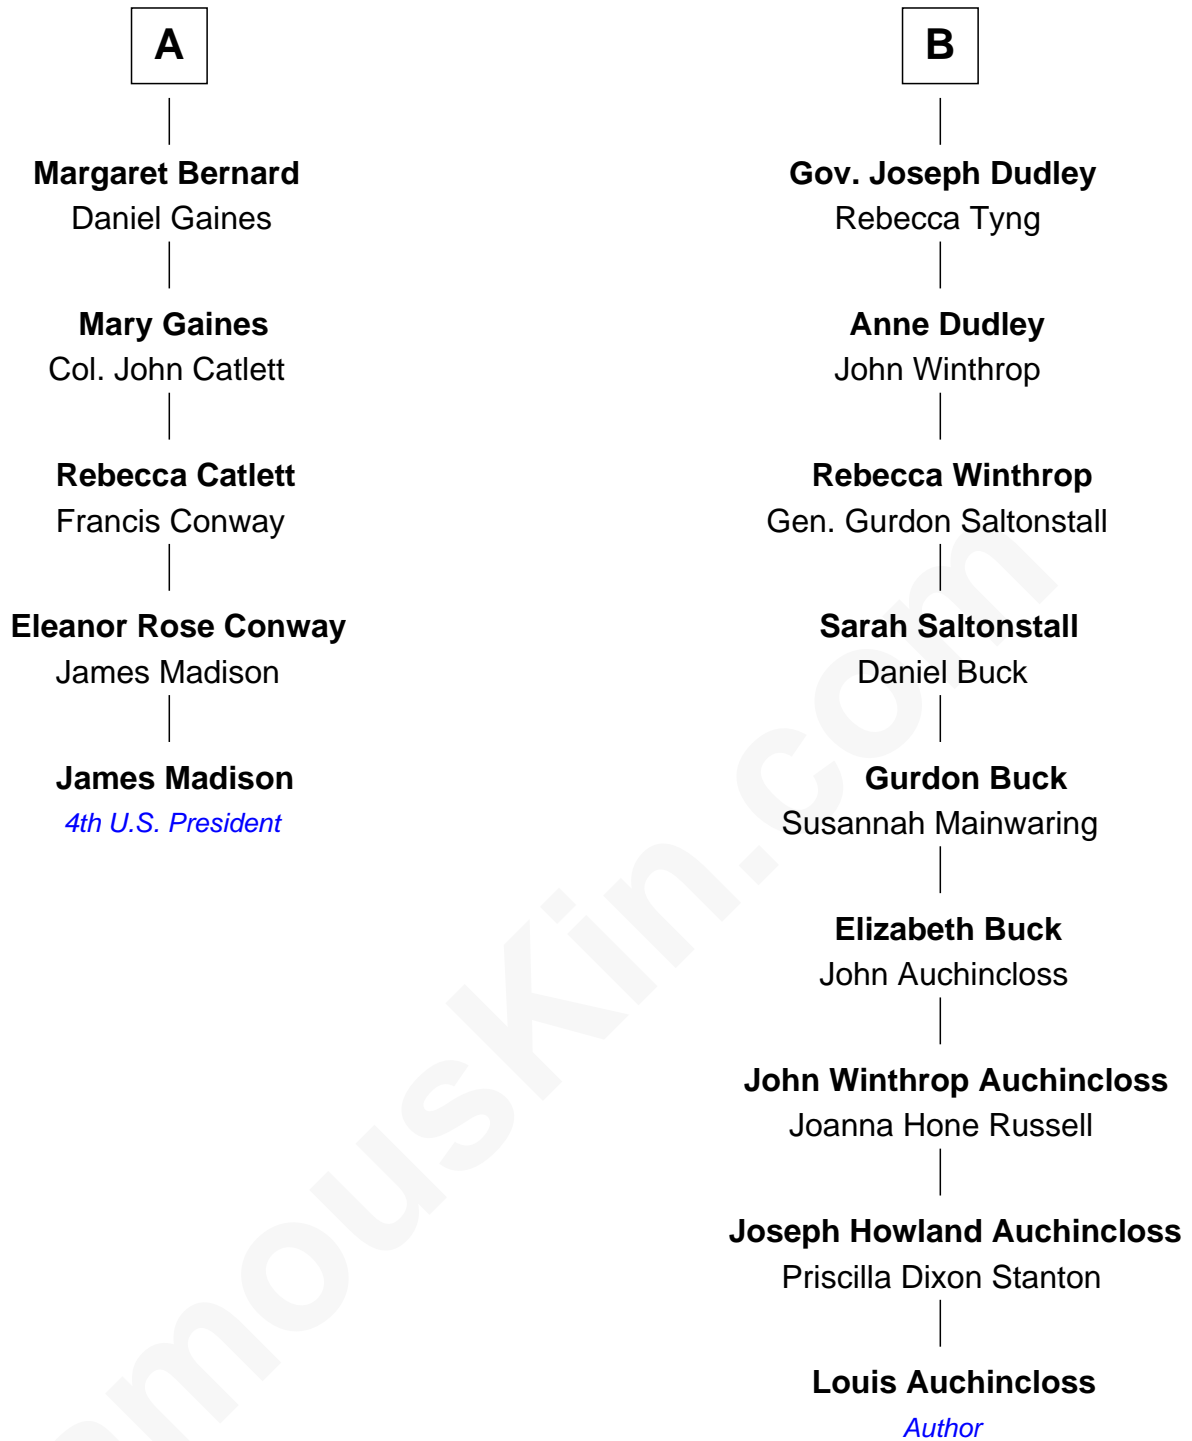 A
Margaret Bernard
Daniel Gaines
Mary Gaines
Col. John Catlett
Rebecca Catlett
Francis Conway
Eleanor Rose Conway
James Madison
James Madison
4th U.S. President
B
Gov. Joseph Dudley
Rebecca Tyng
Anne Dudley
John Winthrop
Rebecca Winthrop
Gen. Gurdon Saltonstall
Sarah Saltonstall
Daniel Buck
Gurdon Buck
Susannah Mainwaring
Elizabeth Buck
John Auchincloss
John Winthrop Auchincloss
Joanna Hone Russell
Joseph Howland Auchincloss
Priscilla Dixon Stanton
Louis Auchincloss
Author
amouskin.com